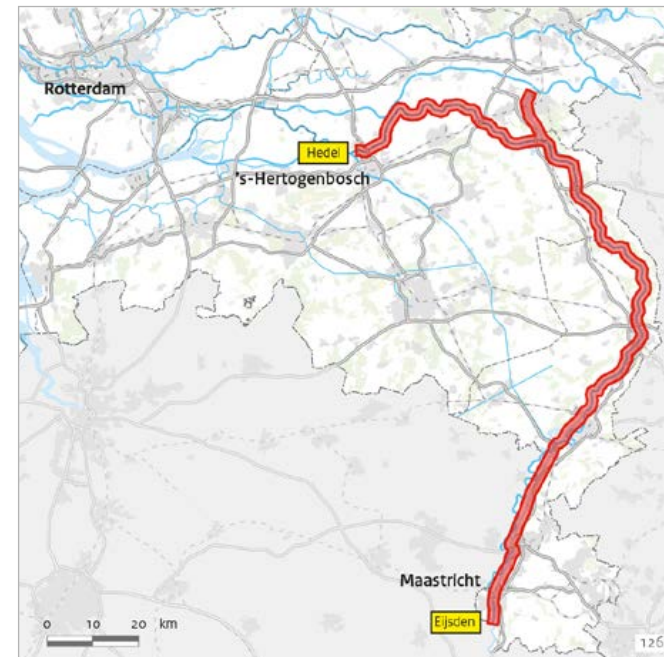 Rotterdam
Hedel
's-Hertogenbosch
Maastricht
Eijsden
0 10 20 km
126